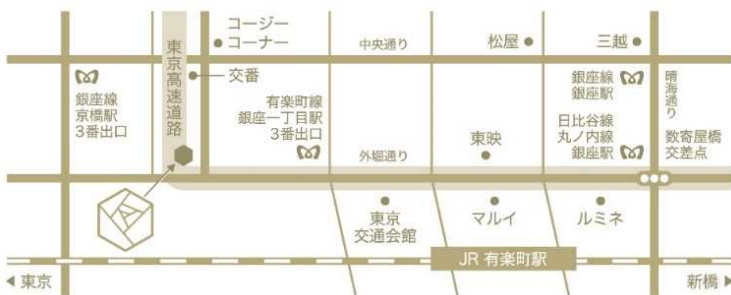 コージー
コーナー
中央通り
松屋
三越
東京高速道路
交番
銀座線
京橋駅
3番出口
有楽町線
銀座一丁目駅
3番出口
銀座線
銀座駅
晴海通り
日比谷線
丸ノ内線
銀座駅
数寄屋橋
交差点
外堀通り
東映
東京
交通会館
マルイ
ルミネ
JR 有楽町駅
東京
新橋